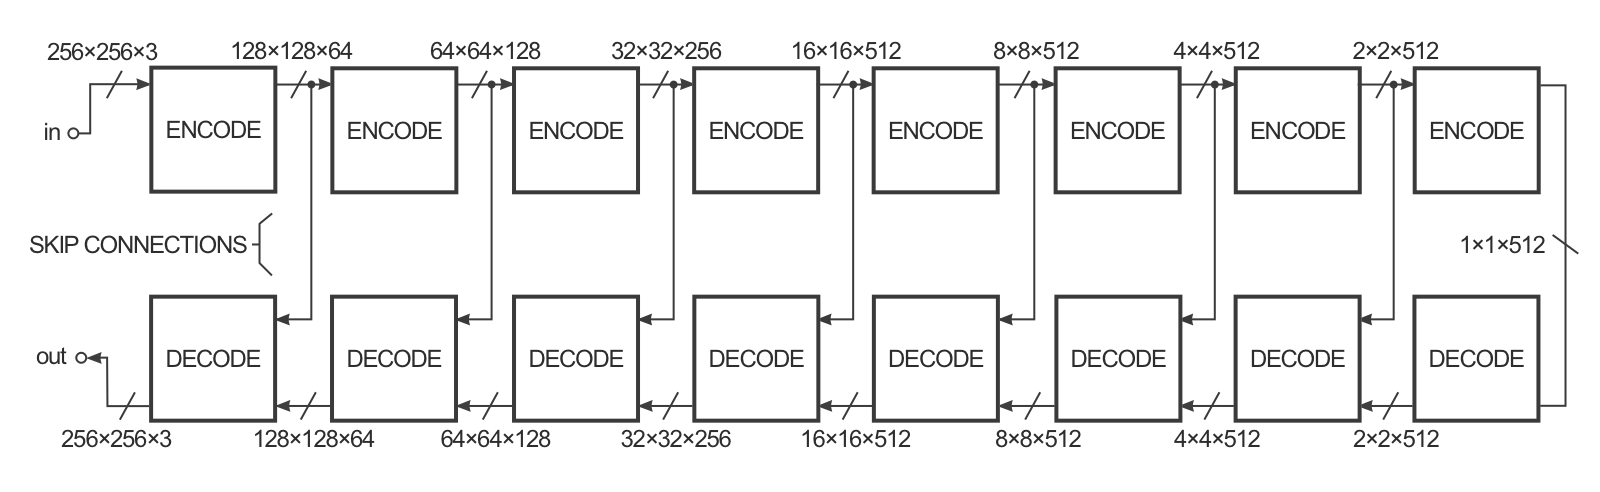 256×256×3 128×128×64 64×64×128 32×32×256 16×16×512 8×8×512 4×4×512 2×2×512
in ENCODE ENCODE ENCODE ENCODE ENCODE ENCODE ENCODE ENCODE
SKIP CONNECTIONS 1×1×512
out DECODE DECODE DECODE DECODE DECODE DECODE DECODE DECODE
256×256×3 128×128×64 64×64×128 32×32×256 16×16×512 8×8×512 4×4×512 2×2×512